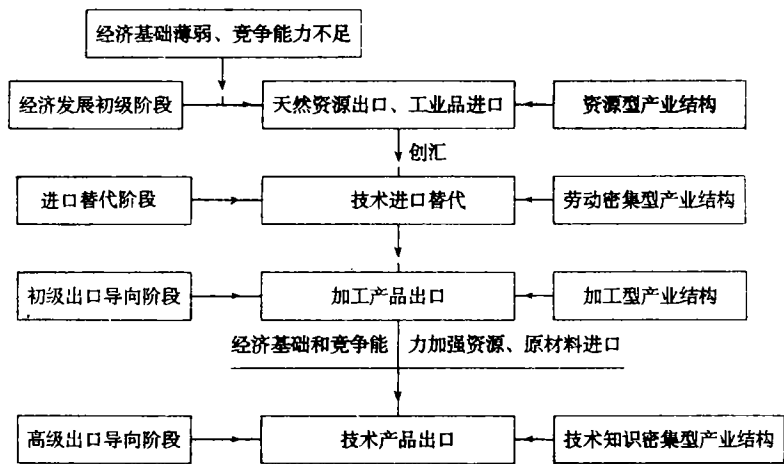 经济基础薄弱、竞争能力不足
经济发展初级阶段
天然资源出口、工业品进口
资源型产业结构
创汇
进口替代阶段
技术进口替代
劳动密集型产业结构
初级出口导向阶段
加工产品出口
加工型产业结构
经济基础和竞争能力加强资源、原材料进口
高级出口导向阶段
技术产品出口
技术知识密集型产业结构